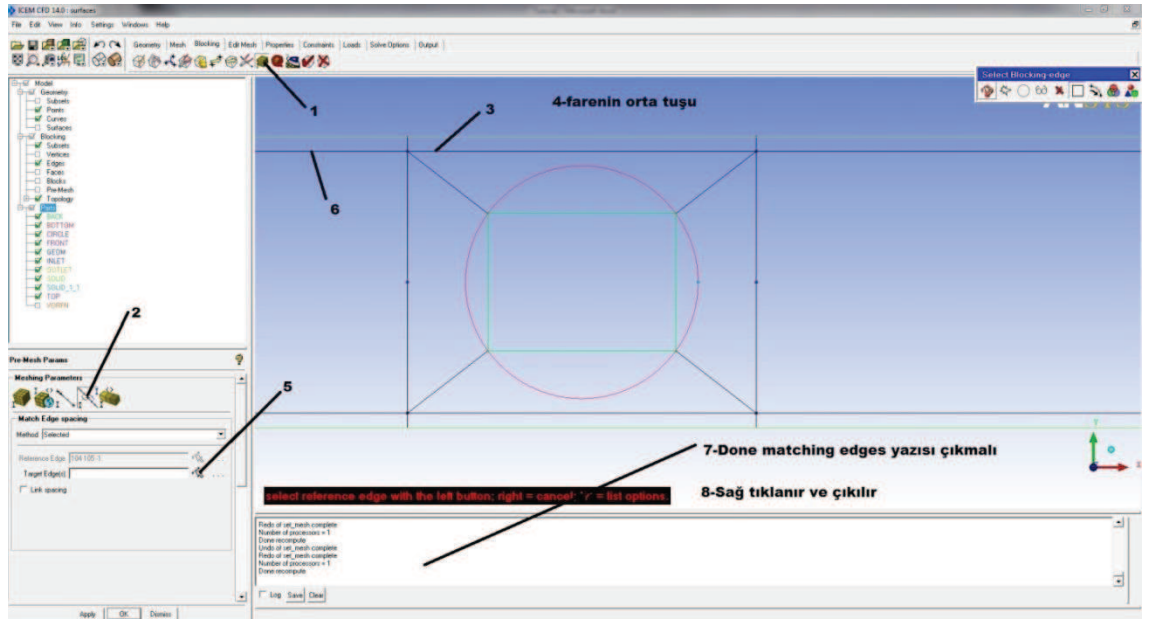 ICEM CFD 14.0 : surfaces
File Edit View Info Settings Windows Help
Geometry Mesh Blocking Edit Mesh Properties Constraints Loads Solve Options Output
Model
Geometry
Subsets
Points
Curves
Surfaces
Blocking
Subsets
Vertices
Edges
Faces
Blocks
Pre-Mesh
Topology
Parts
BACK
BOTTOM
CIRCLE
FRONT
GEOM
INLET
OUTLET
SOLID
SOLID_1_1
TOP
VORFN
Pre-Mesh Params
Meshing Parameters
Match Edge spacing
Method Selected
Reference Edge 104 105 1
Target Edge(s)
Link spacing
Apply OK Dismiss
Select Blocking-edge
ANSYS
1
2
3
4-farenin orta tuşu
5
6
7-Done matching edges yazısı çıkmalı
8-Sağ tıklanır ve çıkılır
select reference edge with the left button; right = cancel; '?' = list options.
Y
X
Redo of set_mesh complete
Number of processors = 1
Done recompute
Undo of set_mesh complete
Redo of set_mesh complete
Number of processors = 1
Done recompute
Log Save Clear